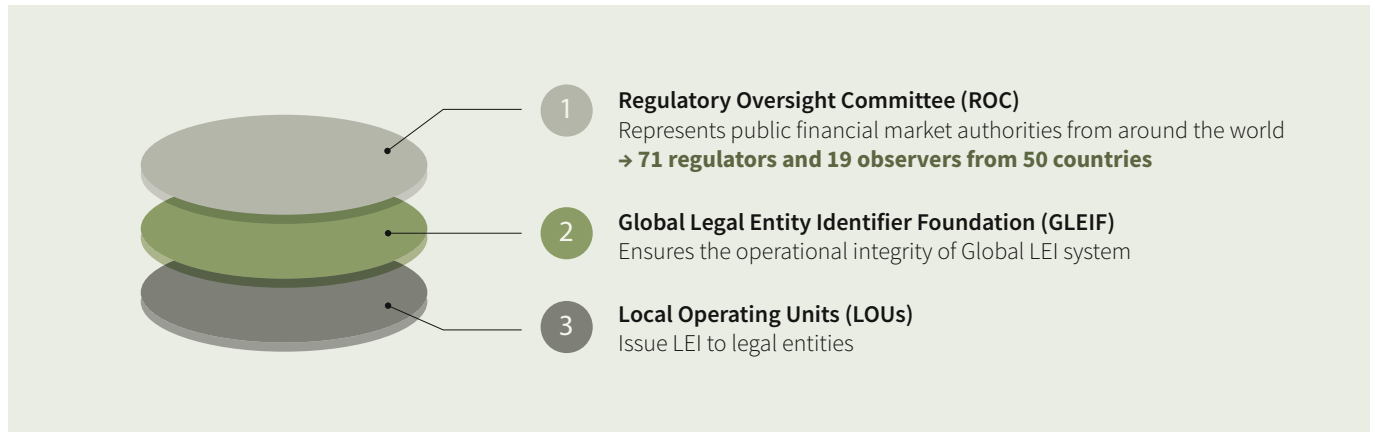 1
Regulatory Oversight Committee (ROC)
Represents public financial market authorities from around the world
→ 71 regulators and 19 observers from 50 countries
2
Global Legal Entity Identifier Foundation (GLEIF)
Ensures the operational integrity of Global LEI system
3
Local Operating Units (LOUs)
Issue LEI to legal entities